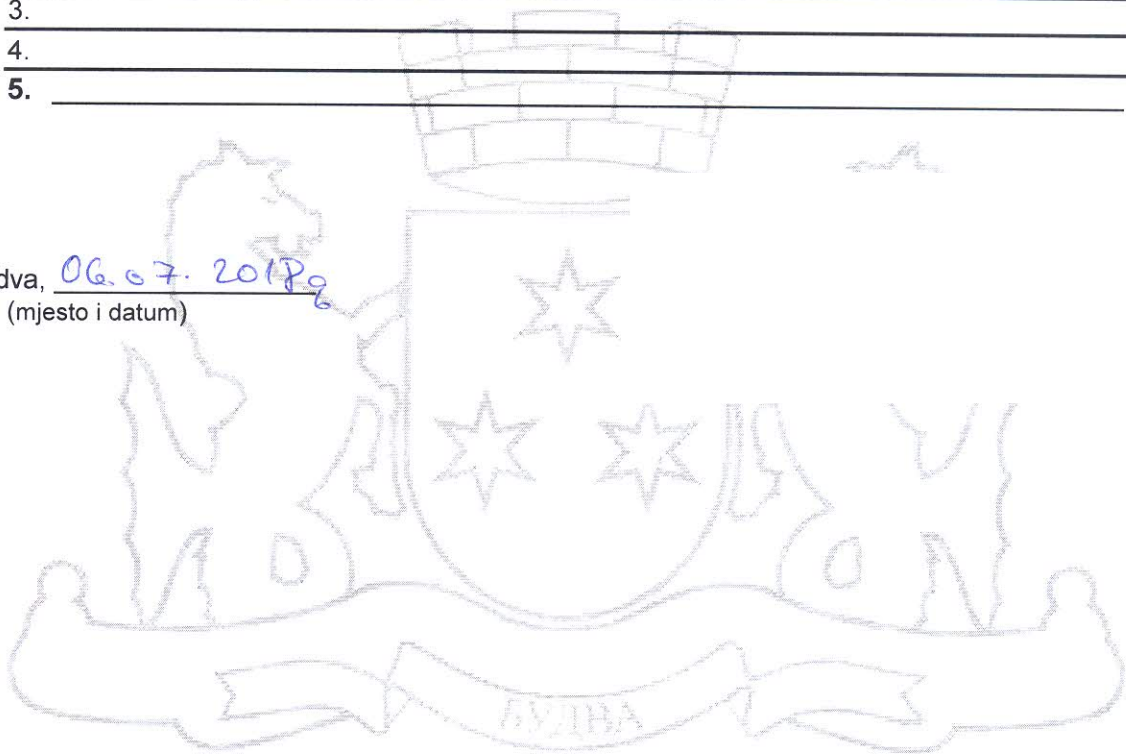 3.
4.
5.
dva, 06.07.2018g
(mjesto i datum)
БУДВА